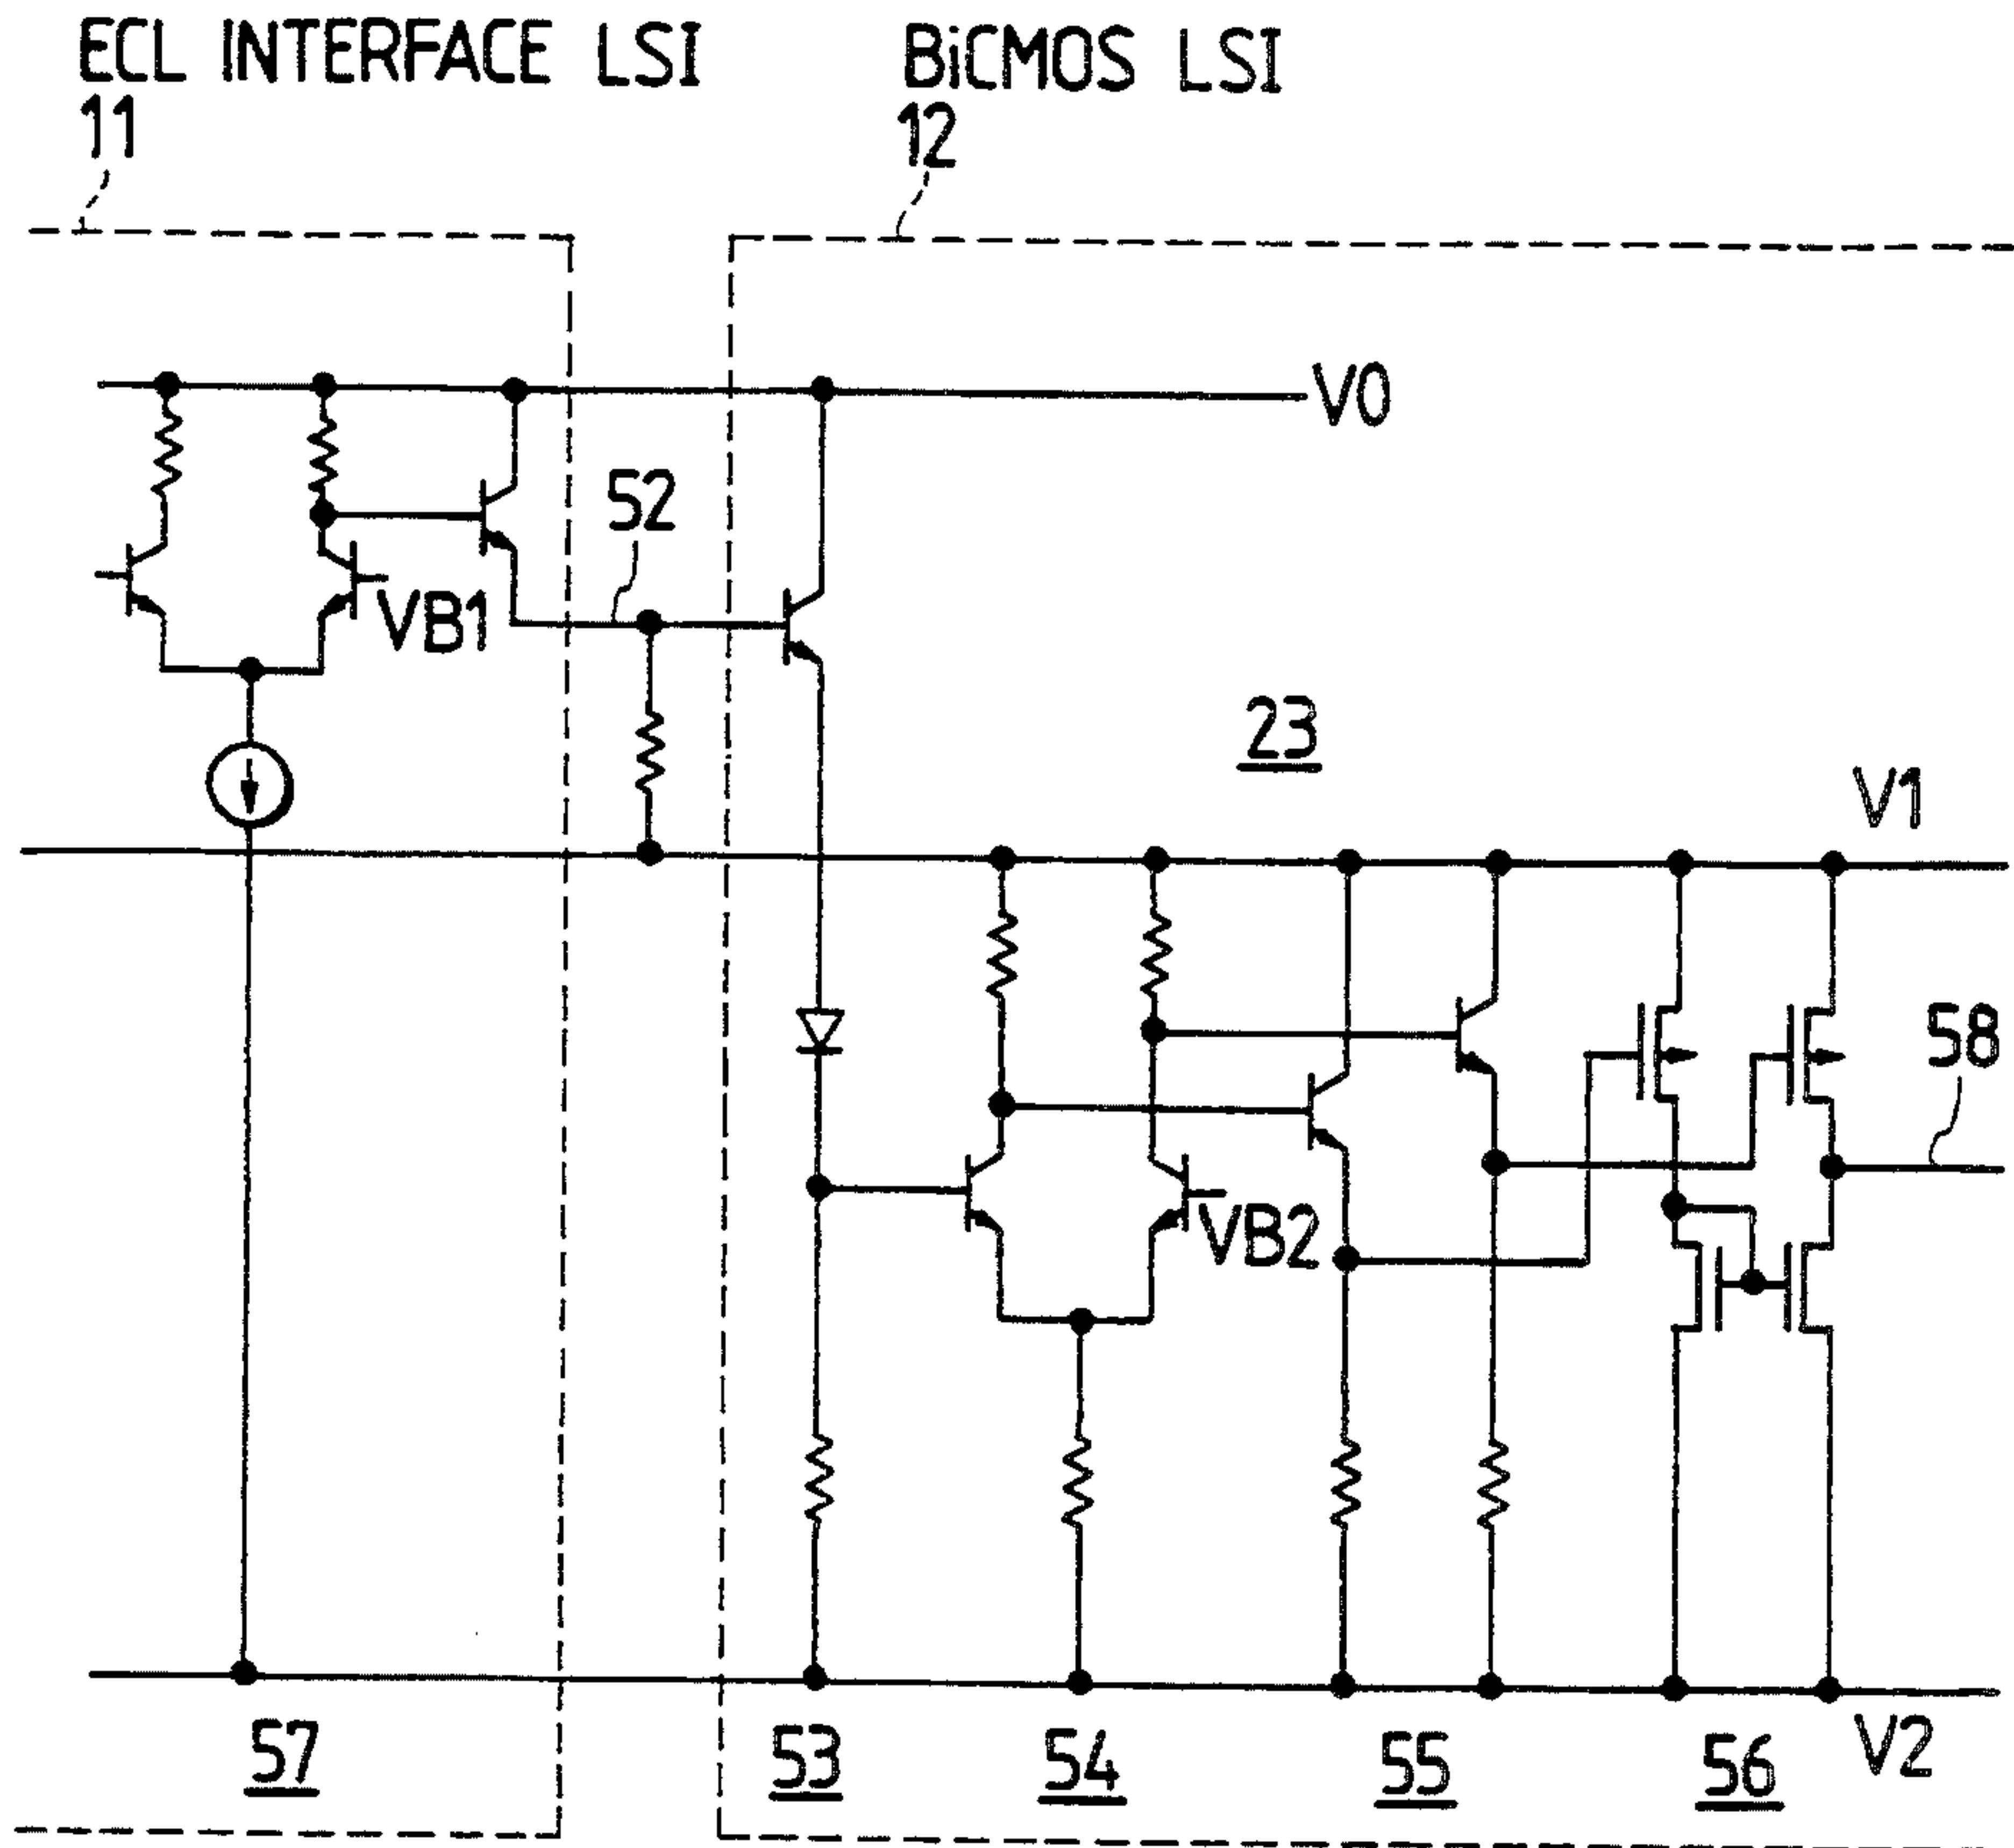 ECL INTERFACE LSI
BiCMOS LSI
11
12
V0
52
VB1
23
V1
58
VB2
V2
57
53
54
55
56